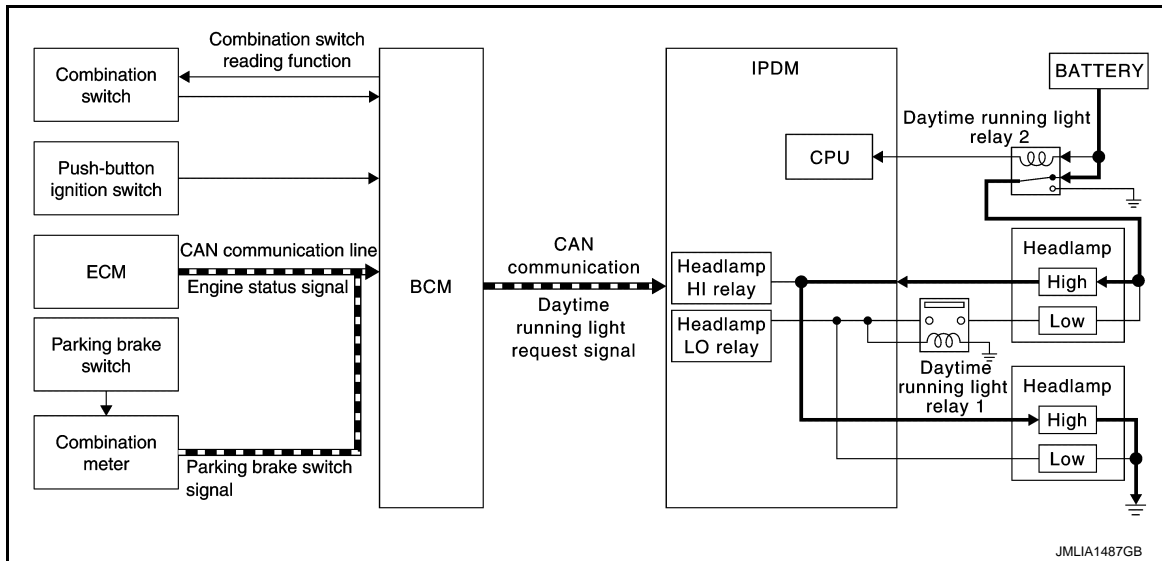 Combination switch
reading function
Combination
switch
Push-button
ignition switch
CAN communication line
ECM
Engine status signal
Parking brake
switch
Combination
meter
Parking brake switch
signal
BCM
CAN
communication
Daytime
running light
request signal
IPDM
CPU
Headlamp
HI relay
Headlamp
LO relay
BATTERY
Daytime running light
relay 2
Headlamp
High
Low
Daytime
running light
relay 1
Headlamp
High
Low
JMLIA1487GB